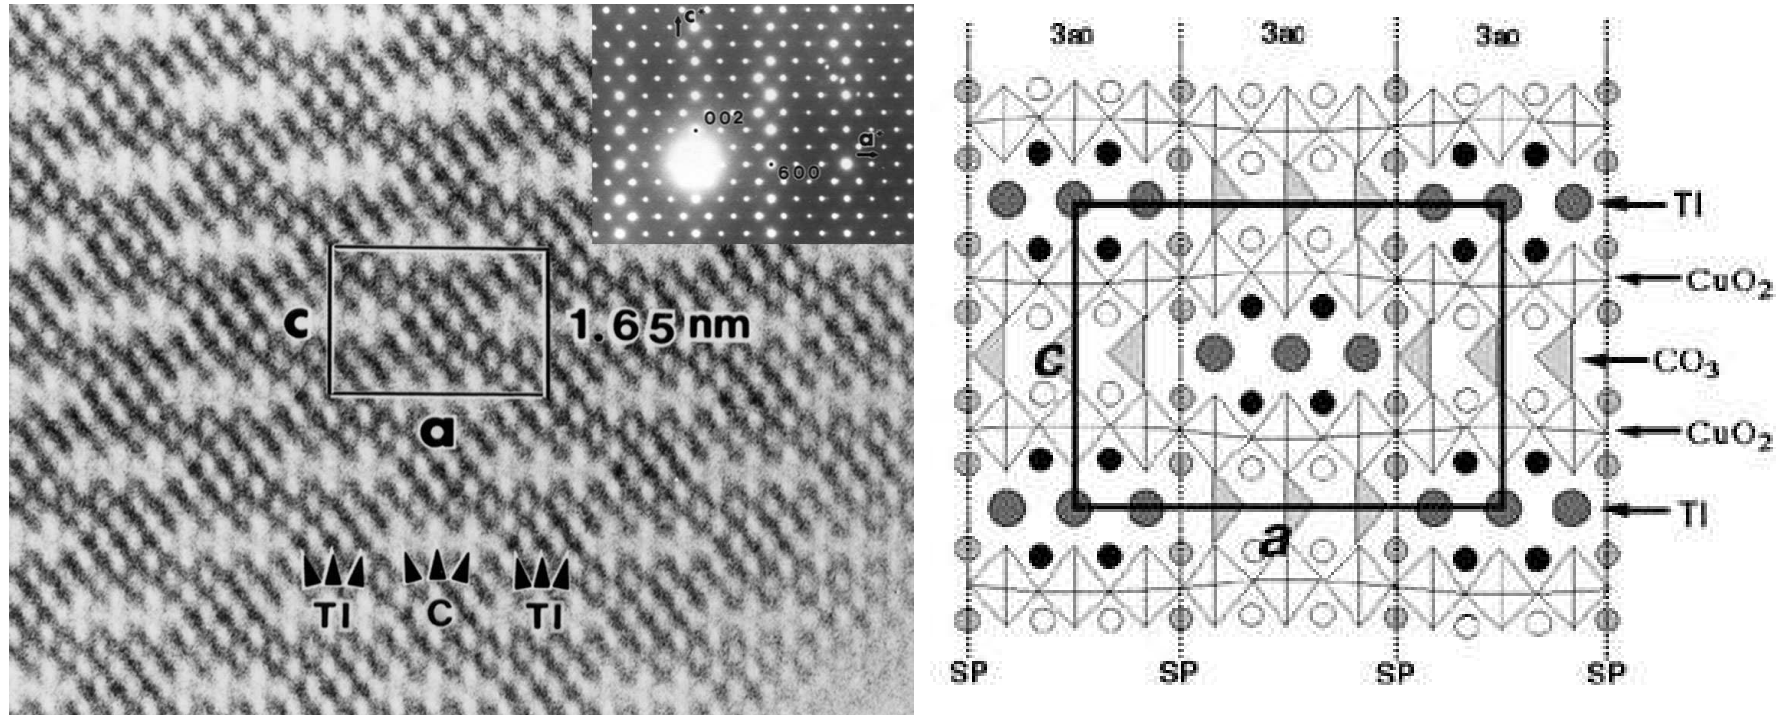 c*
002
a*
600
c
1.65 nm
a
Tl C Tl
3a0 3a0 3a0
Tl
CuO2
c
CO3
CuO2
Tl
a
SP SP SP SP